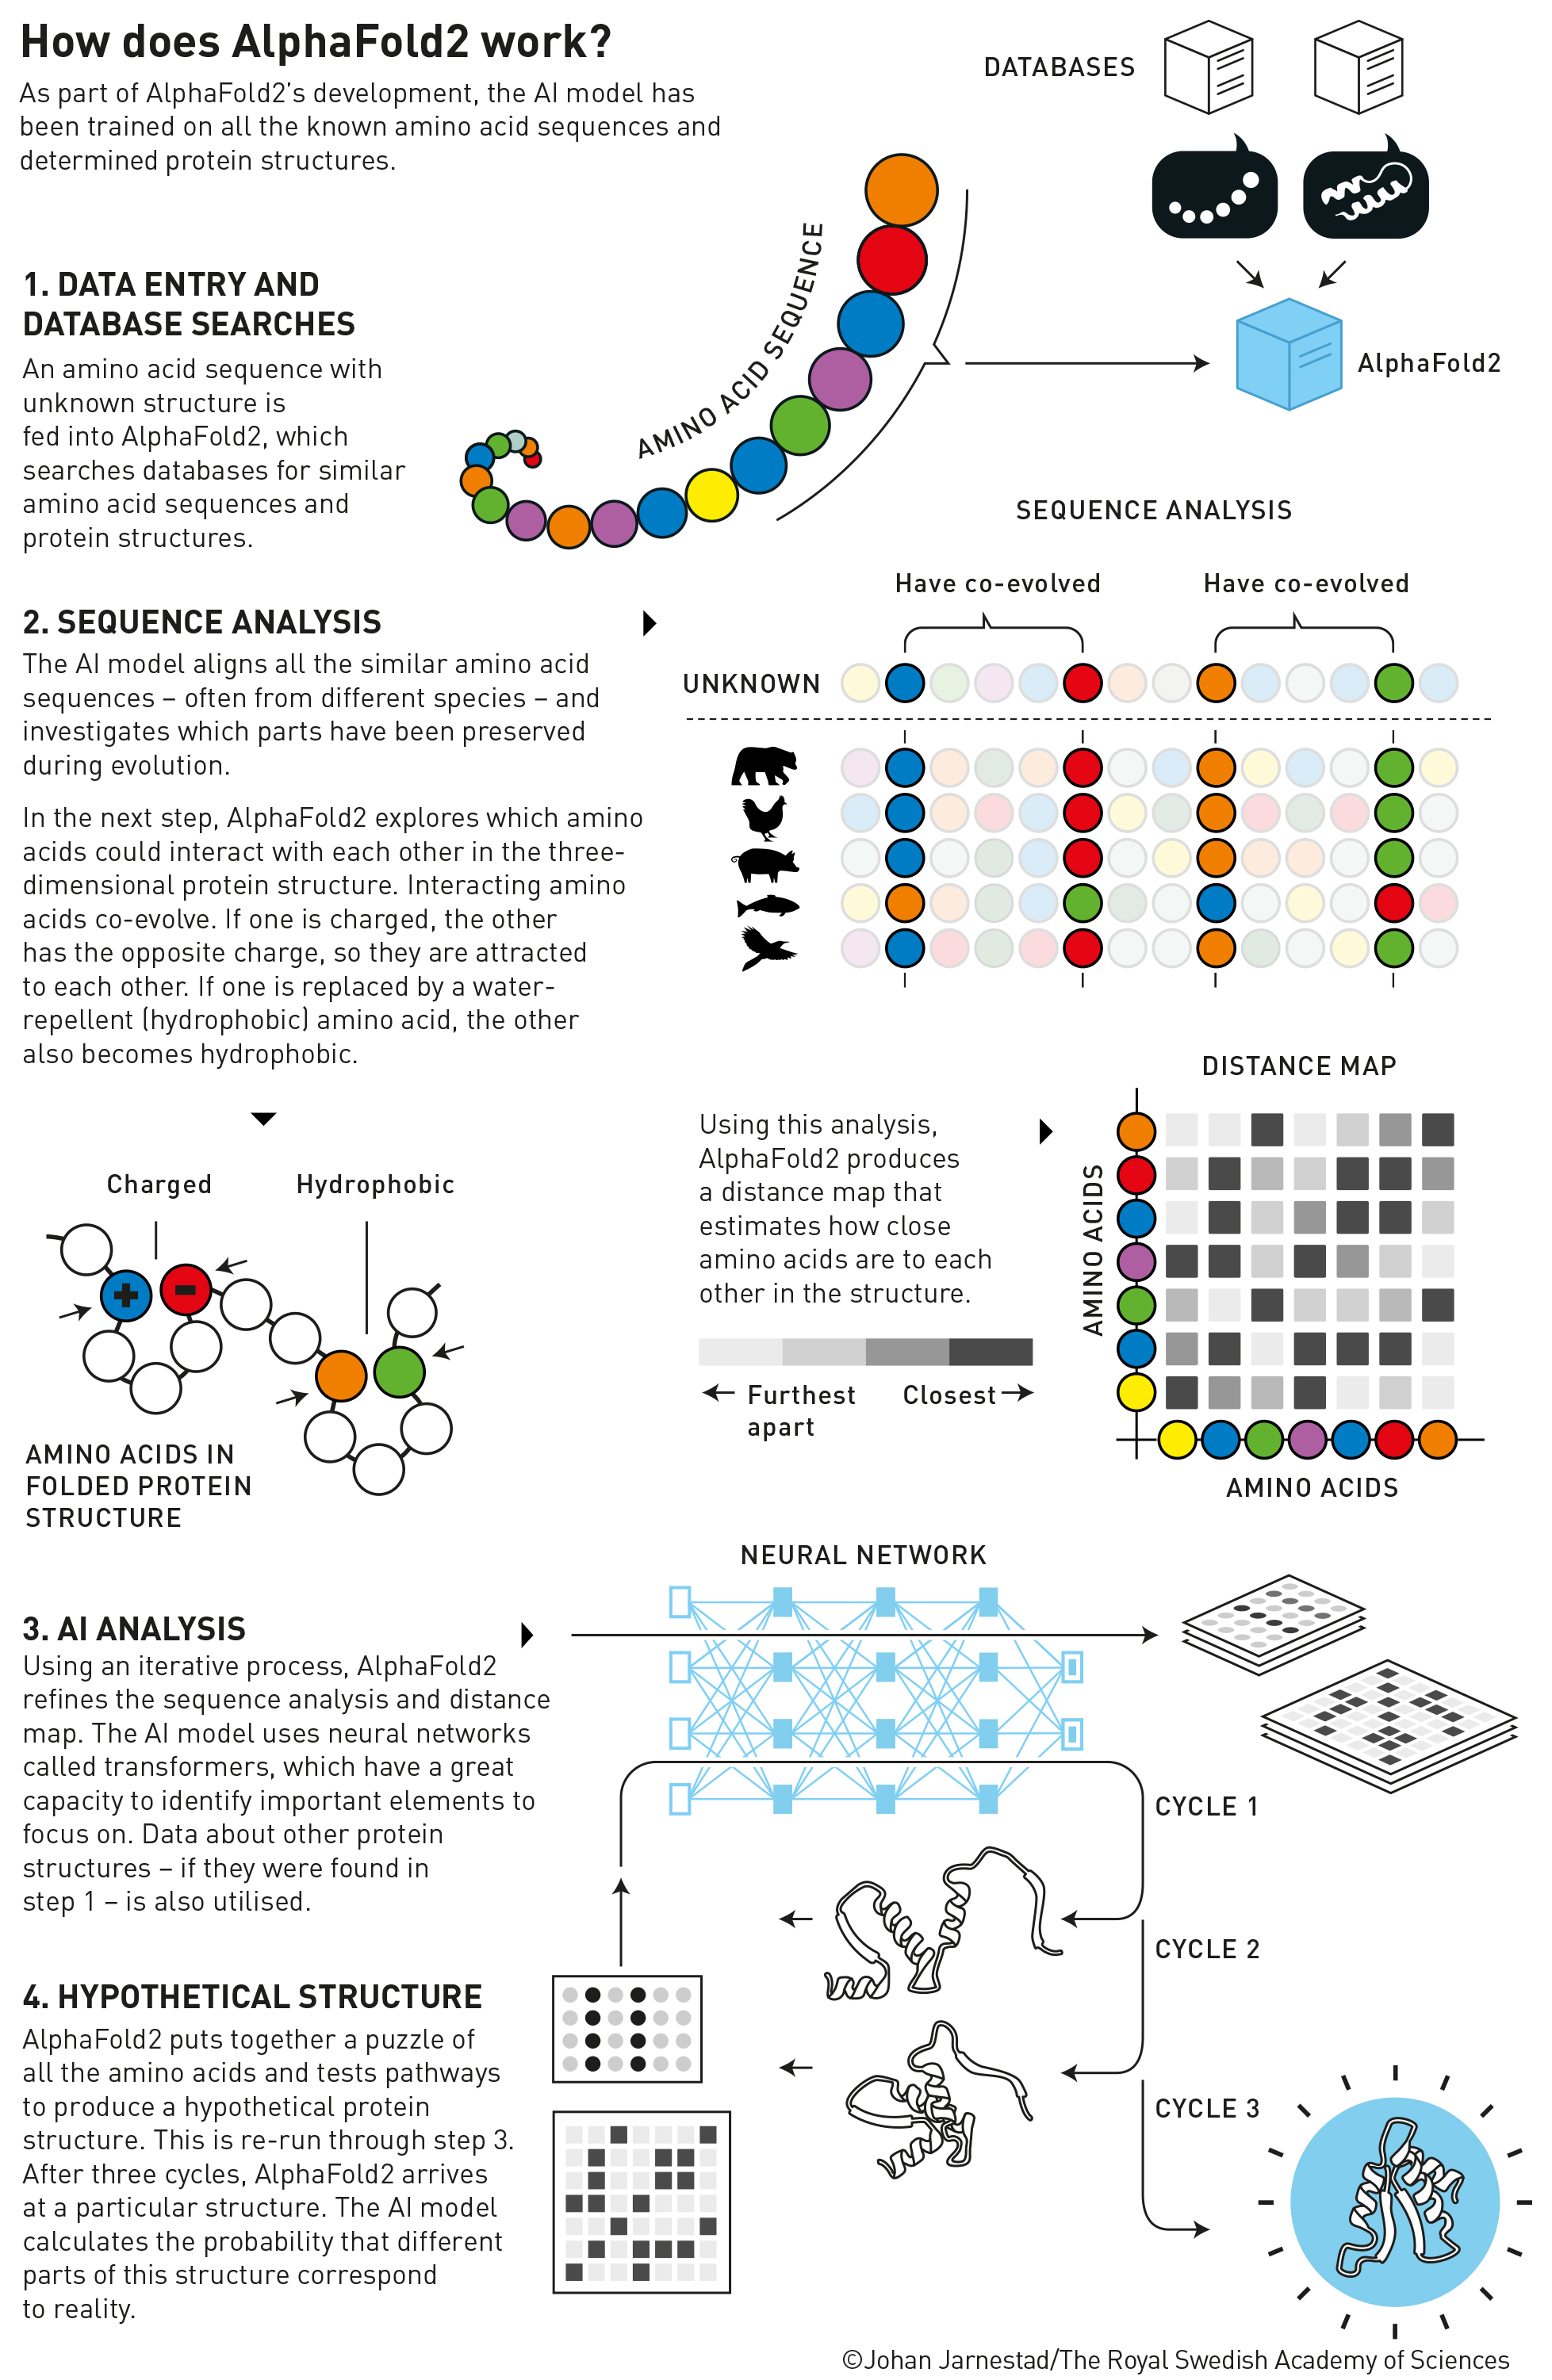 How does AlphaFold2 work?
As part of AlphaFold2’s development, the AI model has
been trained on all the known amino acid sequences and
determined protein structures.
DATABASES
1. DATA ENTRY AND
DATABASE SEARCHES
An amino acid sequence with
unknown structure is
fed into AlphaFold2, which
searches databases for similar
amino acid sequences and
protein structures.
AMINO ACID SEQUENCE
AlphaFold2
SEQUENCE ANALYSIS
2. SEQUENCE ANALYSIS
The AI model aligns all the similar amino acid
sequences – often from different species – and
investigates which parts have been preserved
during evolution.
In the next step, AlphaFold2 explores which amino
acids could interact with each other in the three-
dimensional protein structure. Interacting amino
acids co-evolve. If one is charged, the other
has the opposite charge, so they are attracted
to each other. If one is replaced by a water-
repellent (hydrophobic) amino acid, the other
also becomes hydrophobic.
Have co-evolved
Have co-evolved
UNKNOWN
Charged
Hydrophobic
+
-
AMINO ACIDS IN
FOLDED PROTEIN
STRUCTURE
Using this analysis,
AlphaFold2 produces
a distance map that
estimates how close
amino acids are to each
other in the structure.
Furthest
apart
Closest
DISTANCE MAP
AMINO ACIDS
AMINO ACIDS
NEURAL NETWORK
3. AI ANALYSIS
Using an iterative process, AlphaFold2
refines the sequence analysis and distance
map. The AI model uses neural networks
called transformers, which have a great
capacity to identify important elements to
focus on. Data about other protein
structures – if they were found in
step 1 – is also utilised.
CYCLE 1
CYCLE 2
CYCLE 3
4. HYPOTHETICAL STRUCTURE
AlphaFold2 puts together a puzzle of
all the amino acids and tests pathways
to produce a hypothetical protein
structure. This is re-run through step 3.
After three cycles, AlphaFold2 arrives
at a particular structure. The AI model
calculates the probability that different
parts of this structure correspond
to reality.
©Johan Jarnestad/The Royal Swedish Academy of Sciences